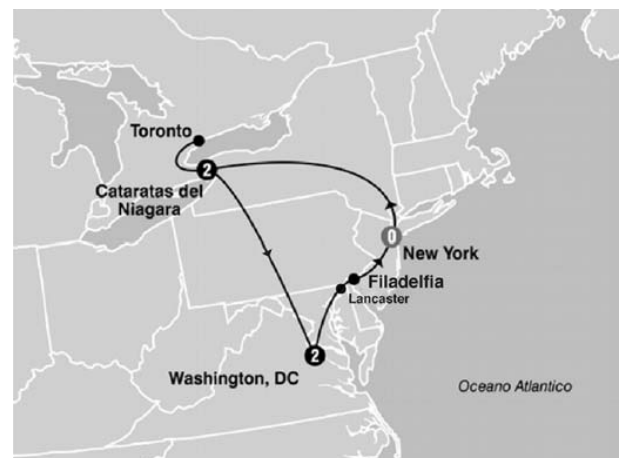 Toronto
2
Cataratas del
Niagara
0
New York
Filadelfia
Lancaster
2
Washington, DC
Oceano Atlantico